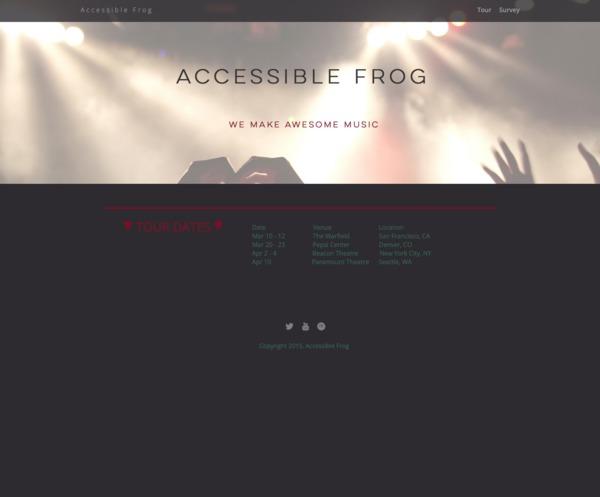 Accessible Frog Tour Survey
ACCESSIBLE FROG
WE MAKE AWESOME MUSIC
TOUR DATES
Date Venue Location
Mar 10 - 12 The Warfield San Francisco, CA
Mar 20 - 23 Pepsi Center Denver, CO
Apr 2 - 4 Beacon Theatre New York City, NY
Apr 10 Paramount Theatre Seattle, WA
Copyright 2015, Accessible Frog